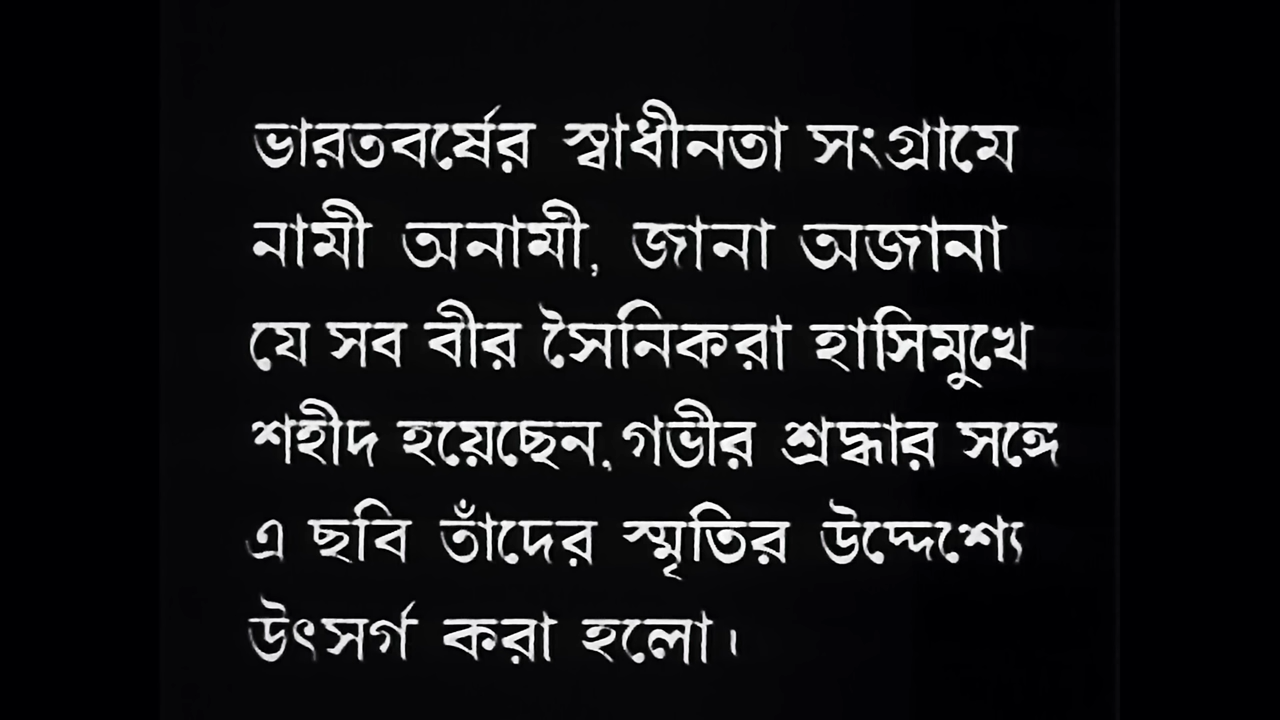 ভারতবর্ষের স্বাধীনতা সংগ্রামে
নামী অনামী, জানা অজানা
যে সব বীর সৈনিকরা হাসিমুখে
শহীদ হয়েছেন, গভীর শ্রদ্ধার সঙ্গে
এ ছবি তাঁদের স্মৃতির উদ্দেশ্যে
উৎসর্গ করা হলো।